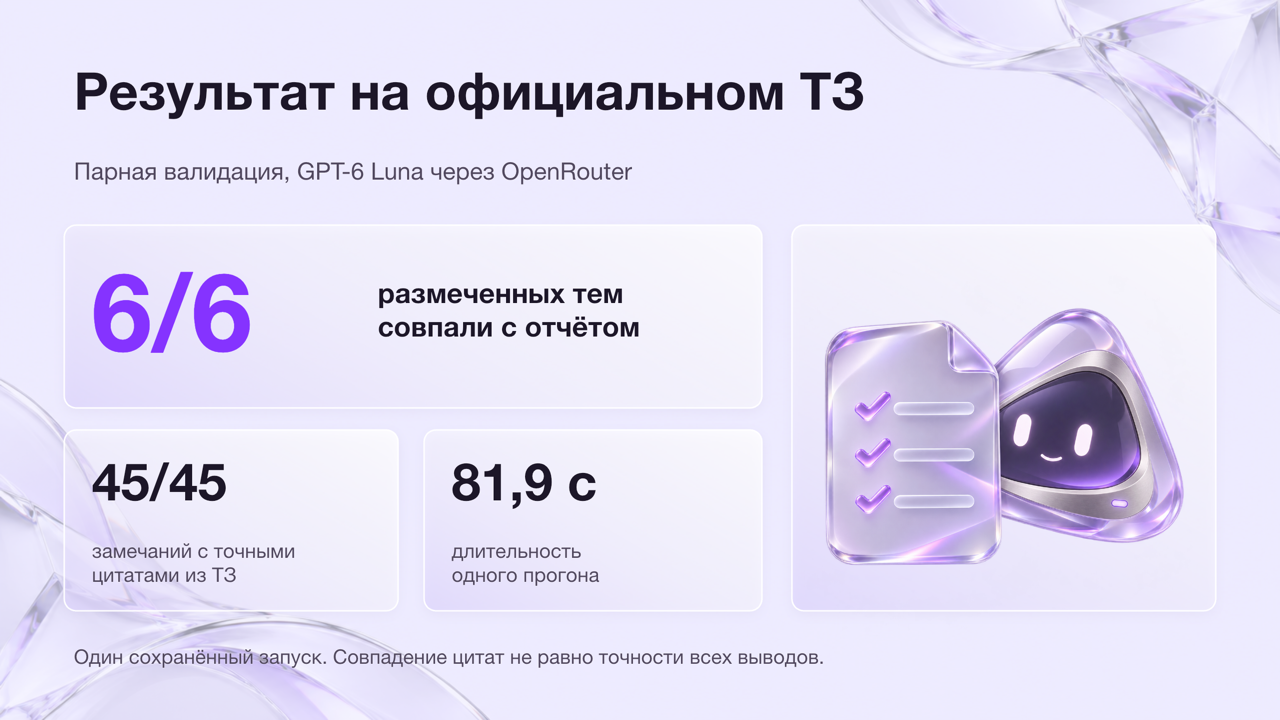 Результат на официальном ТЗ
Парная валидация, GPT-6 Luna через OpenRouter
6/6
размеченных тем
совпали с отчётом
45/45
замечаний с точными
цитатами из ТЗ
81,9 с
длительность
одного прогона
Один сохранённый запуск. Совпадение цитат не равно точности всех выводов.